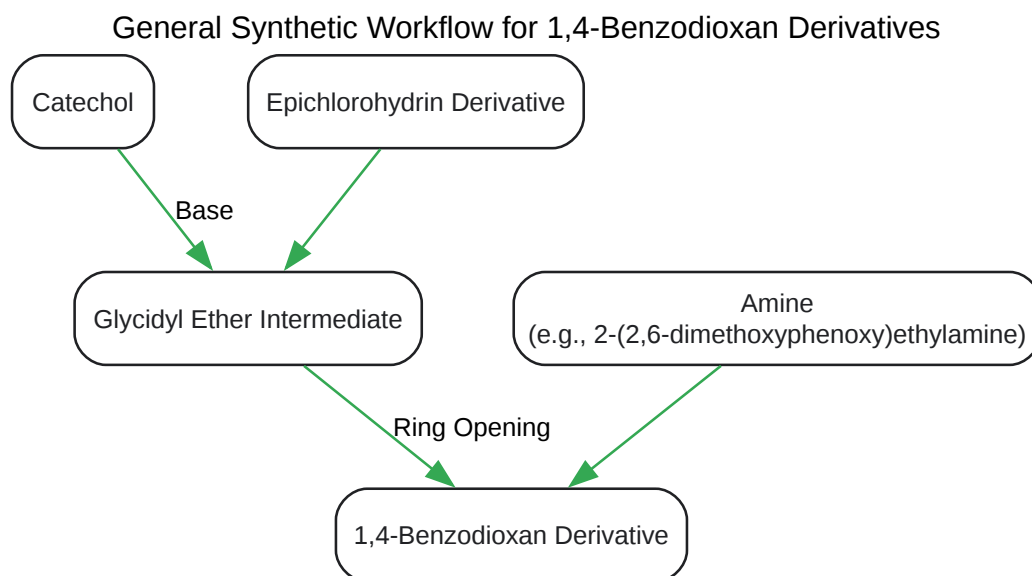 General Synthetic Workflow for 1,4-Benzodioxan Derivatives
Catechol
Epichlorohydrin Derivative
Base
Glycidyl Ether Intermediate
Amine
(e.g., 2-(2,6-dimethoxyphenoxy)ethylamine)
Ring Opening
1,4-Benzodioxan Derivative